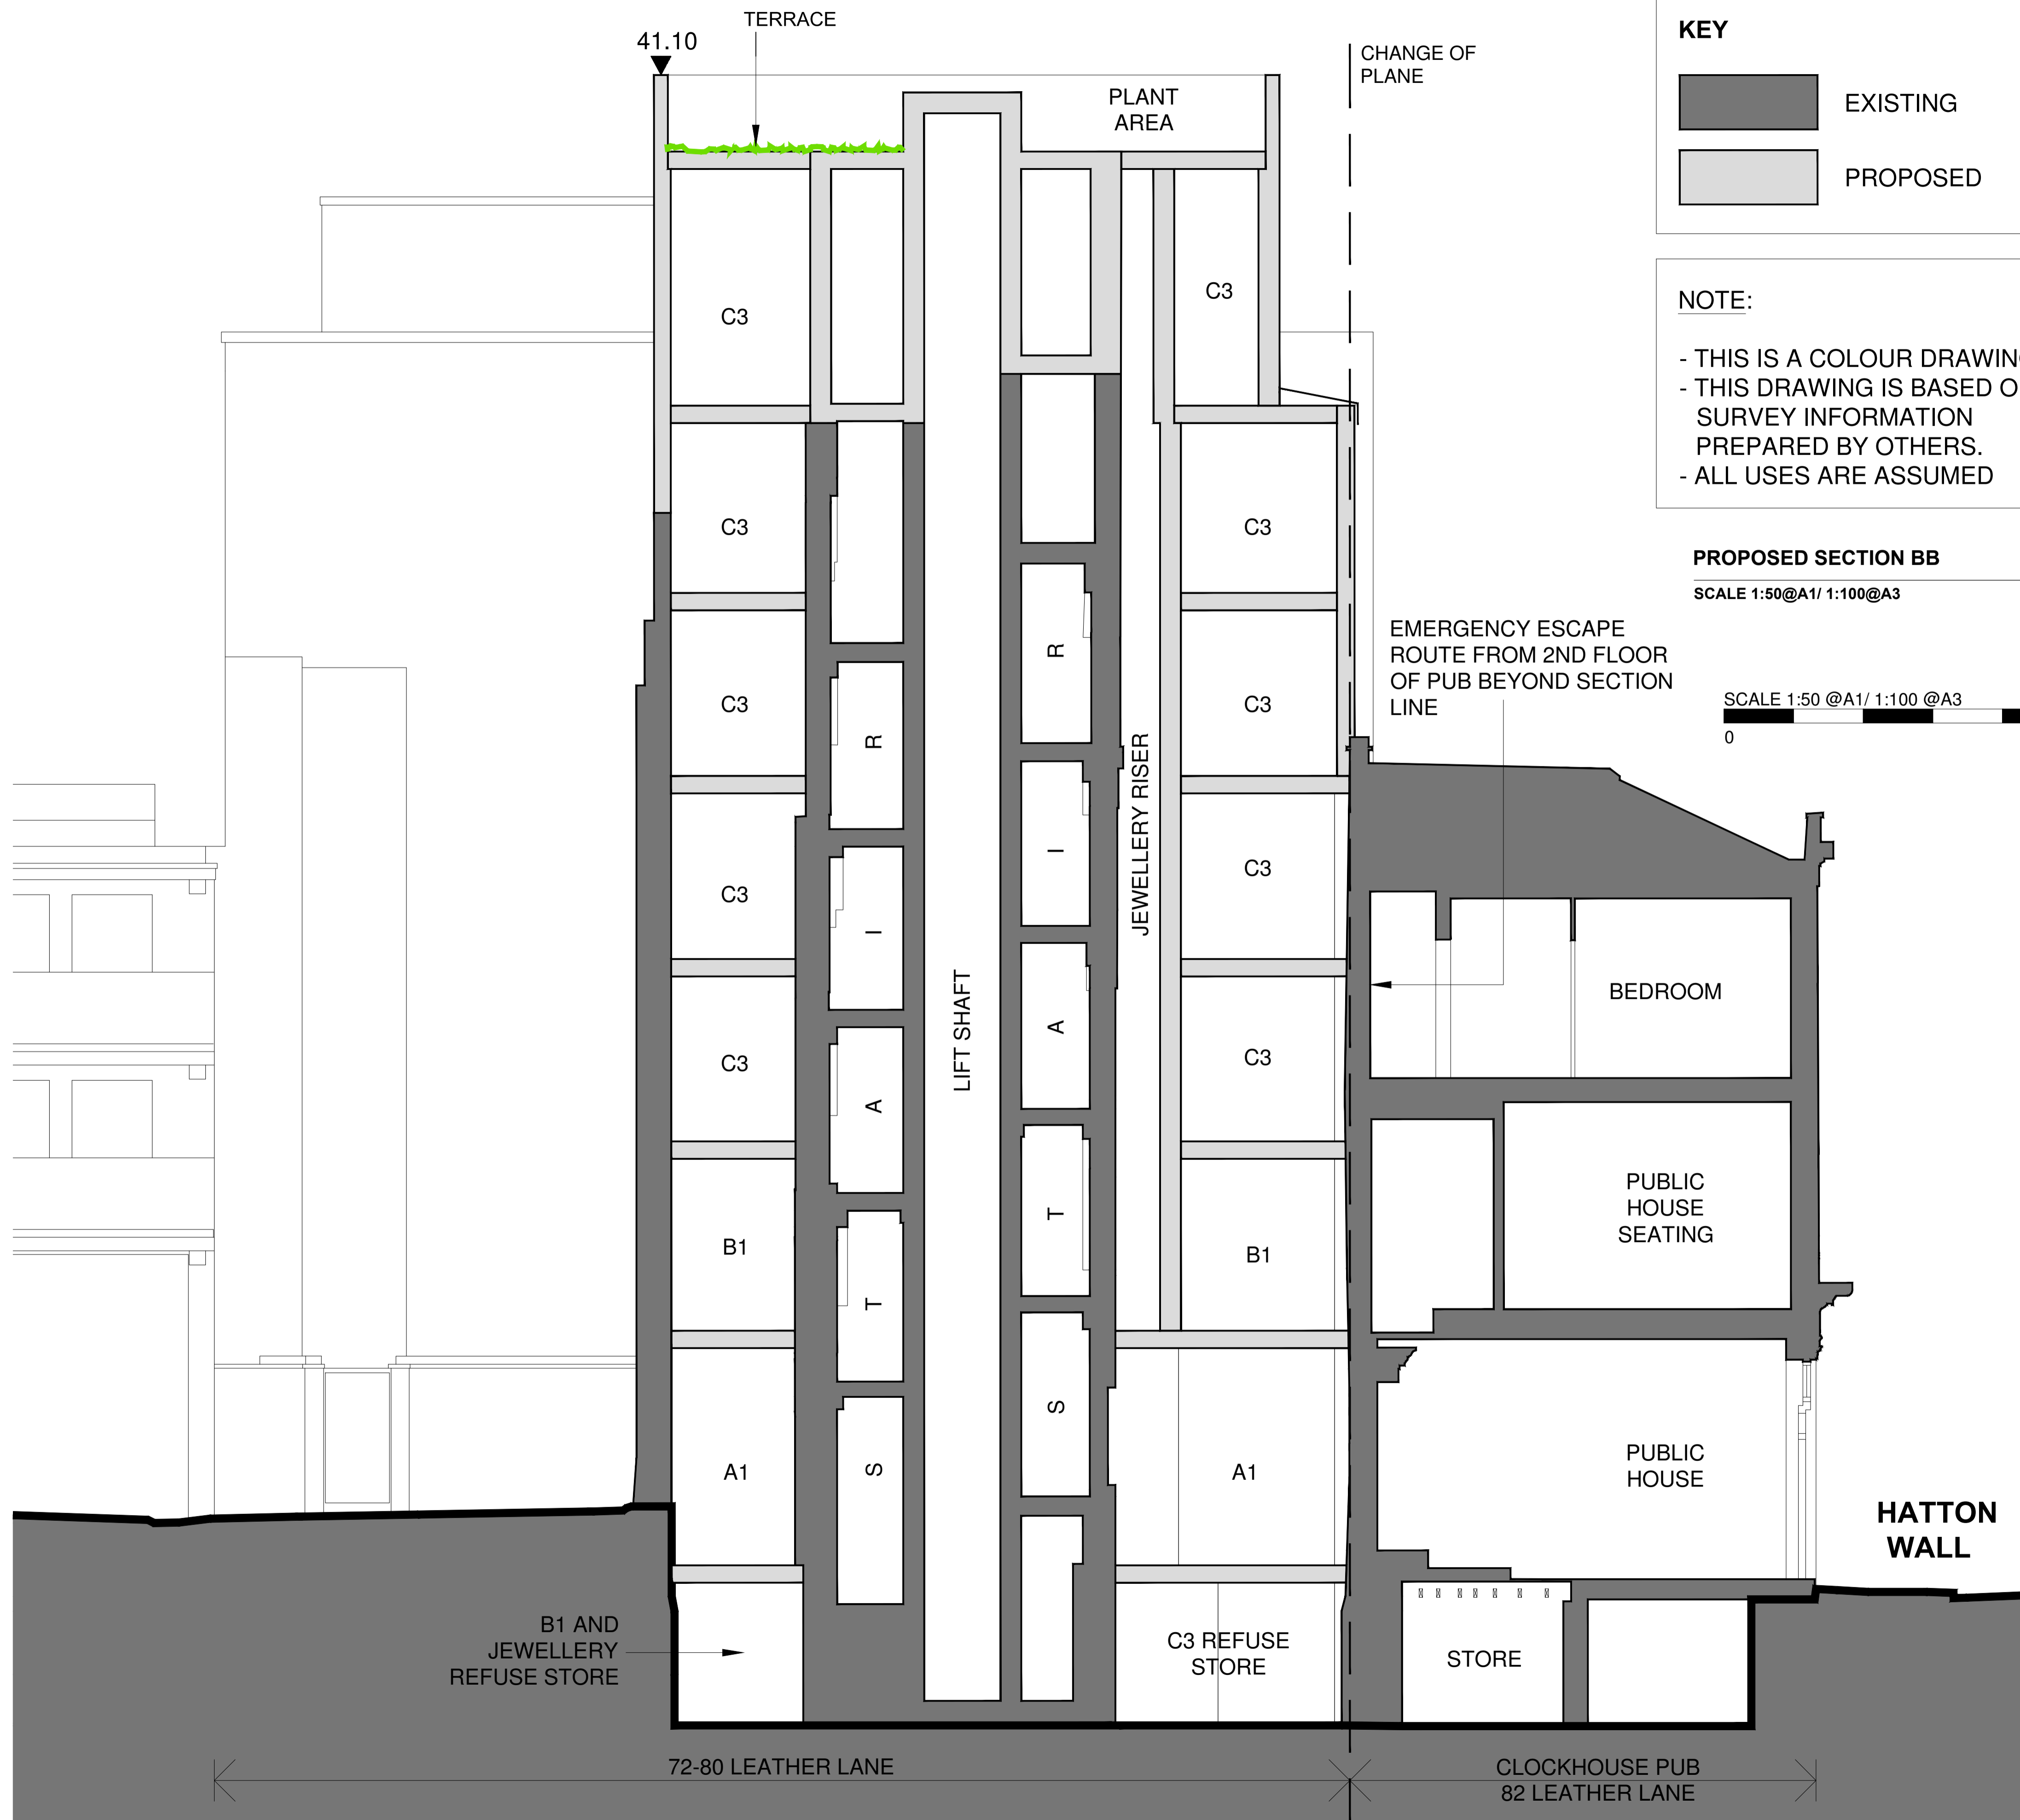 TERRACE
41.10
CHANGE OF
PLANE
PLANT
AREA
KEY
EXISTING
PROPOSED
NOTE:
- THIS IS A COLOUR DRAWING
- THIS DRAWING IS BASED O
SURVEY INFORMATION
PREPARED BY OTHERS.
- ALL USES ARE ASSUMED
PROPOSED SECTION BB
SCALE 1:50@A1/ 1:100@A3
SCALE 1:50 @A1/ 1:100 @A3
0
EMERGENCY ESCAPE
ROUTE FROM 2ND FLOOR
OF PUB BEYOND SECTION
LINE
C3
C3
C3
C3
C3
C3
C3
C3
C3
C3
B1
B1
A1
A1
STAIR
LIFT SHAFT
STAIR
JEWELLERY RISER
BEDROOM
PUBLIC
HOUSE
SEATING
PUBLIC
HOUSE
HATTON
WALL
B1 AND
JEWELLERY
REFUSE STORE
C3 REFUSE
STORE
STORE
72-80 LEATHER LANE
CLOCKHOUSE PUB
82 LEATHER LANE